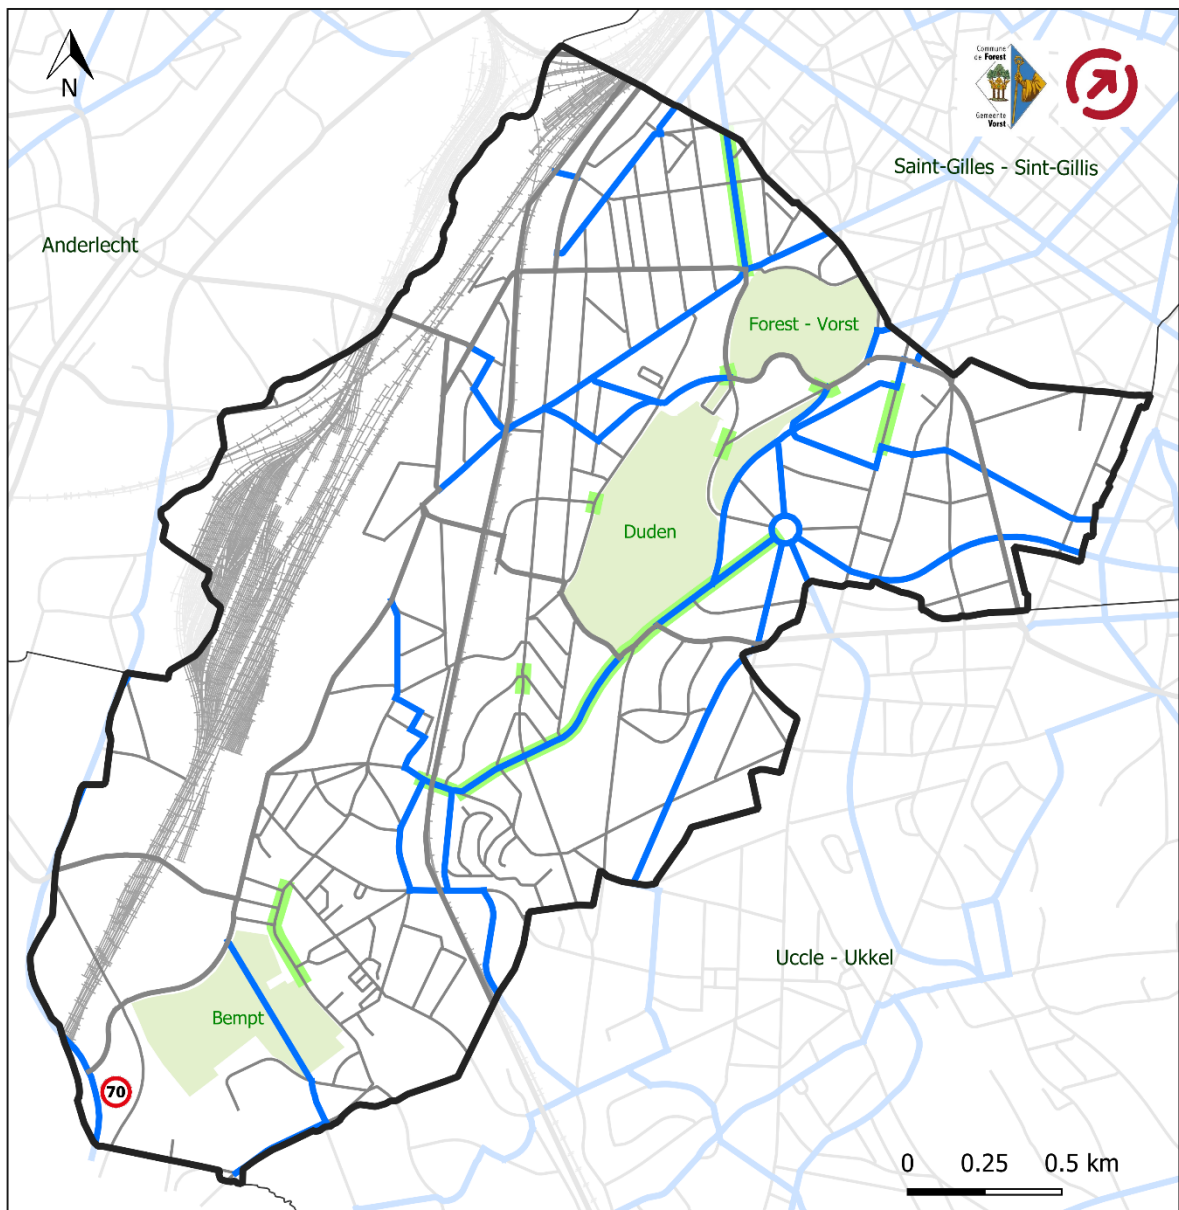 N
Commune
de Forest
Gemeente
Vorst
Saint-Gilles - Sint-Gillis
Anderlecht
Forest - Vorst
Duden
Uccle - Ukkel
Bempt
70
0 0.25 0.5 km